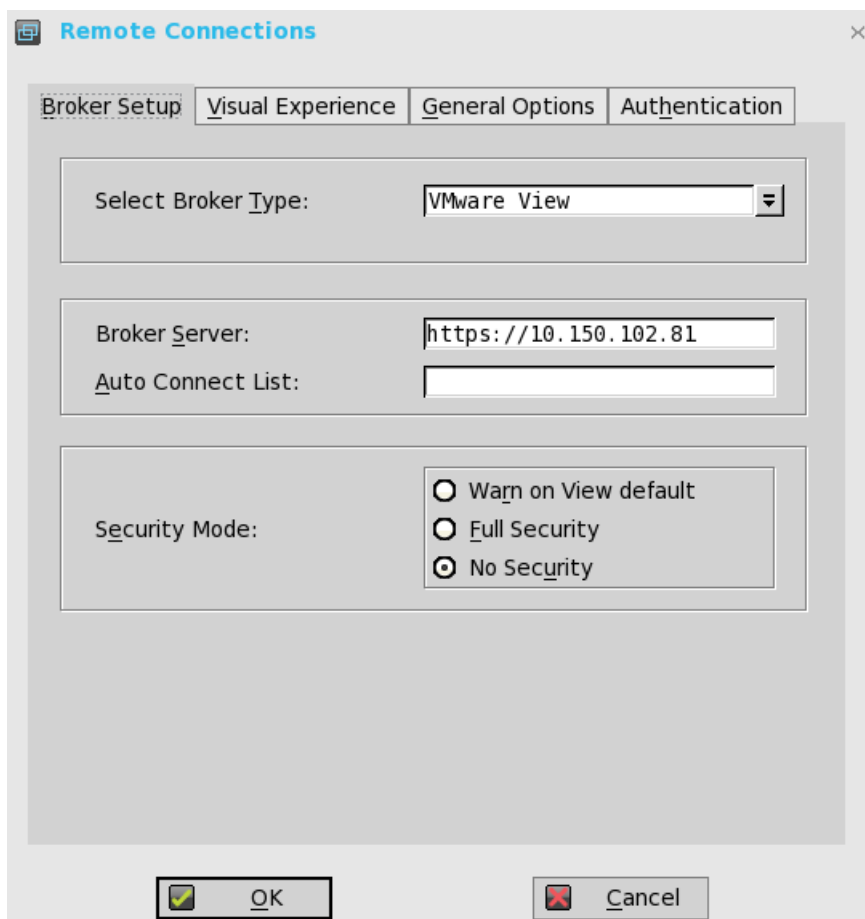 Remote Connections
Broker Setup
Visual Experience
General Options
Authentication
Select Broker Type:
VMware View
Broker Server:
https://10.150.102.81
Auto Connect List:
Security Mode:
Warn on View default
Full Security
No Security
OK
Cancel